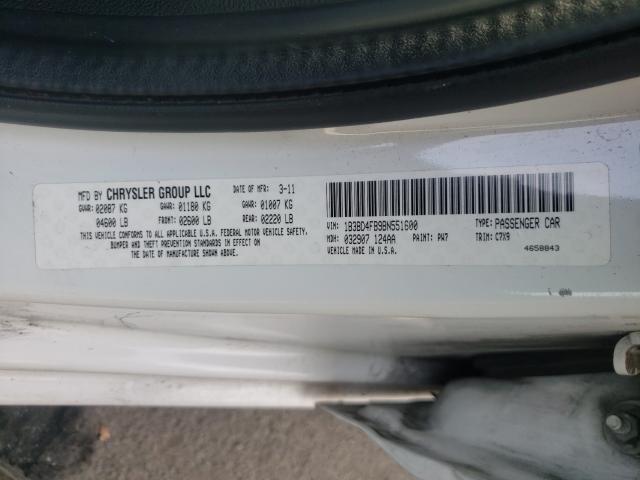 MFD BY CHRYSLER GROUP LLC DATE OF MFR: 3-11
GVWR: 02087 KG GAWR FRONT: 01180 KG GAWR REAR: 01007 KG
04600 LB 02600 LB 02220 LB
THIS VEHICLE CONFORMS TO ALL U.S.A. FEDERAL MOTOR VEHICLE SAFETY,
BUMPER AND THEFT PREVENTION STANDARDS IN EFFECT ON
THE DATE OF MANUFACTURE SHOWN ABOVE.
VIN: 1B3BD4FB9BN551600 TYPE: PASSENGER CAR
MDH: 032907 124AA PAINT: PW7 TRIM: C7X9
VEHICLE MADE IN U.S.A. 4658843